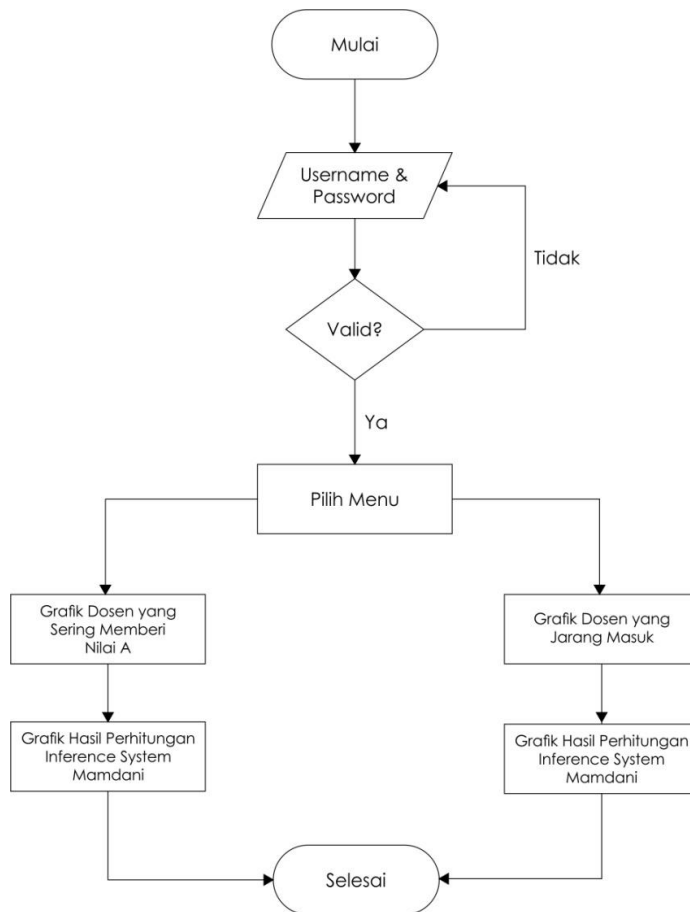 Mulai
Username &
Password
Tidak
Valid?
Ya
Pilih Menu
Grafik Dosen yang
Sering Memberi
Nilai A
Grafik Dosen yang
Jarang Masuk
Grafik Hasil Perhitungan
Inference System
Mamdani
Grafik Hasil Perhitungan
Inference System
Mamdani
Selesai